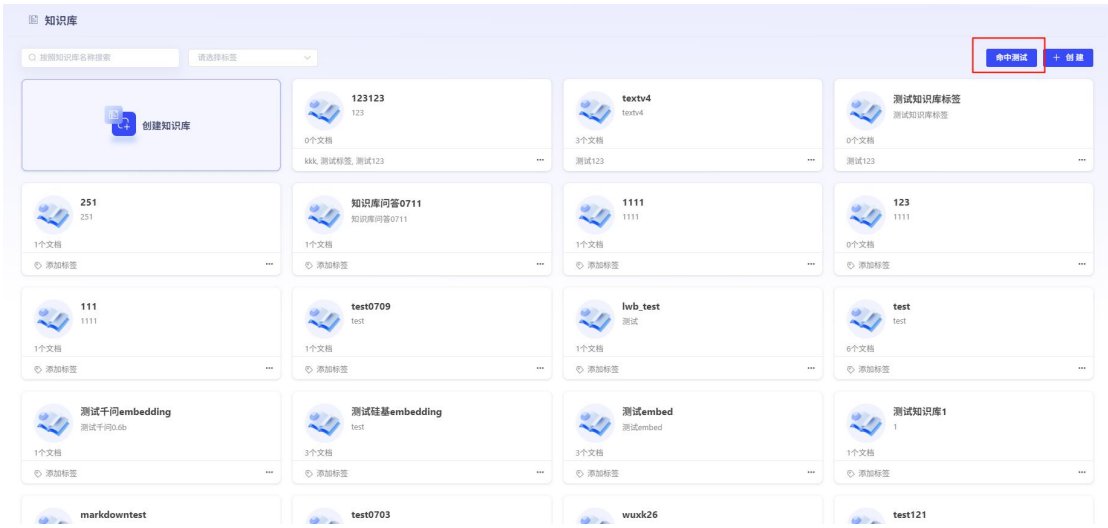 知识库
按照知识库名称搜索
请选择标签
命中测试
+ 创建
创建知识库
123123
123
0个文档
kkk, 测试标签, 测试123
textv4
textv4
3个文档
测试123
测试知识库标签
测试知识库标签
0个文档
测试123
251
251
1个文档
添加标签
知识库问答0711
知识库问答0711
1个文档
添加标签
1111
1111
1个文档
添加标签
123
1111
0个文档
添加标签
111
1111
1个文档
添加标签
test0709
test
1个文档
添加标签
lwb_test
测试
1个文档
添加标签
test
test
6个文档
添加标签
测试千问embedding
测试千问0.6b
1个文档
添加标签
测试硅基embedding
test
3个文档
添加标签
测试embed
测试embed
3个文档
添加标签
测试知识库1
1
1个文档
添加标签
markdowntest
test0703
wuxk26
test121